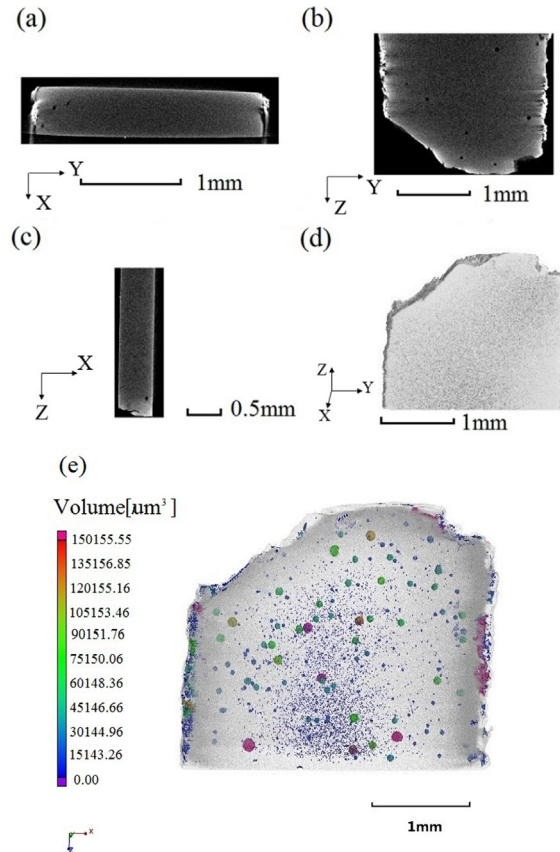 (a)
Y
X
1mm
(b)
Y
Z
1mm
(c)
X
Z
0.5mm
(d)
Z
Y
X
1mm
(e)
Volume[μm³]
150155.55
135156.85
120155.16
105153.46
90151.76
75150.06
60148.36
45146.66
30144.96
15143.26
0.00
1mm
x